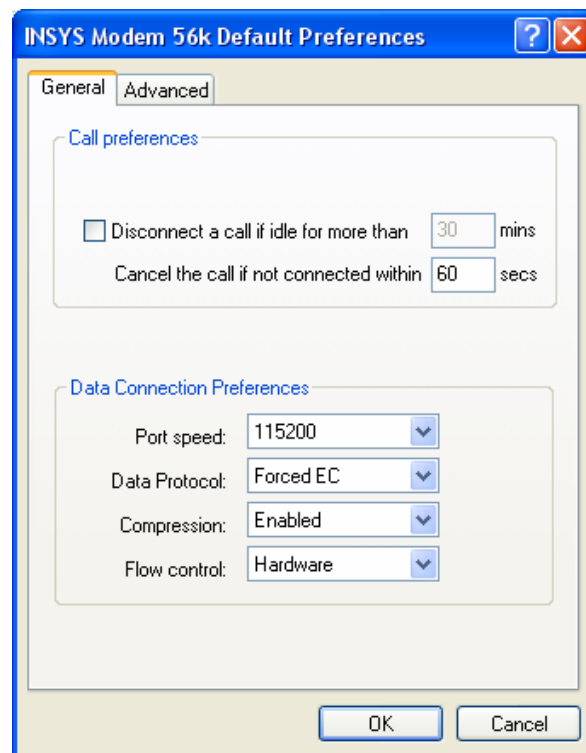 INSYS Modem 56k Default Preferences
General Advanced
Call preferences
Disconnect a call if idle for more than 30 mins
Cancel the call if not connected within 60 secs
Data Connection Preferences
Port speed: 115200
Data Protocol: Forced EC
Compression: Enabled
Flow control: Hardware
OK Cancel